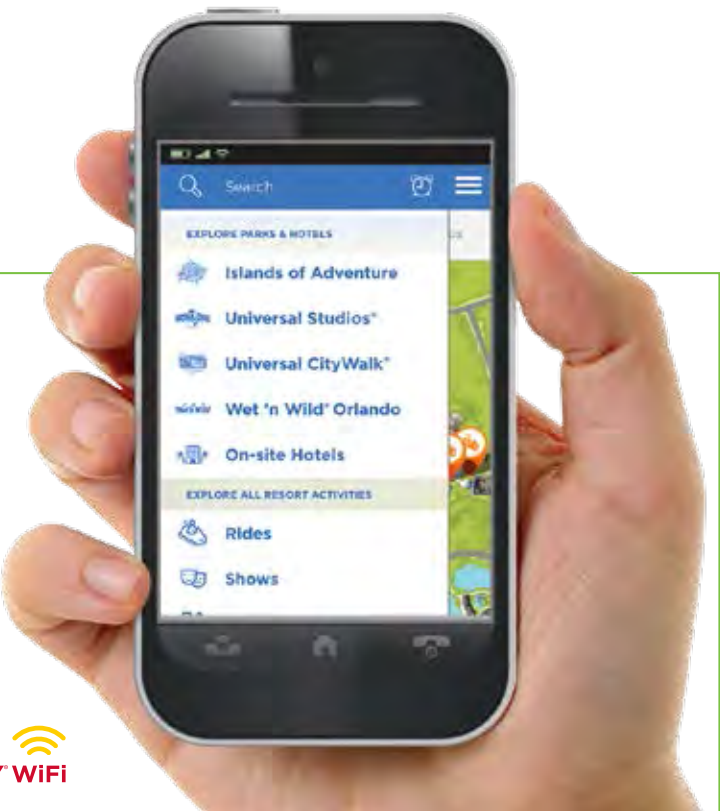 Search
EXPLORE PARKS & HOTELS
Islands of Adventure
Universal Studios®
Universal CityWalk®
Wet 'n Wild® Orlando
On-site Hotels
EXPLORE ALL RESORT ACTIVITIES
Rides
Shows
WiFi